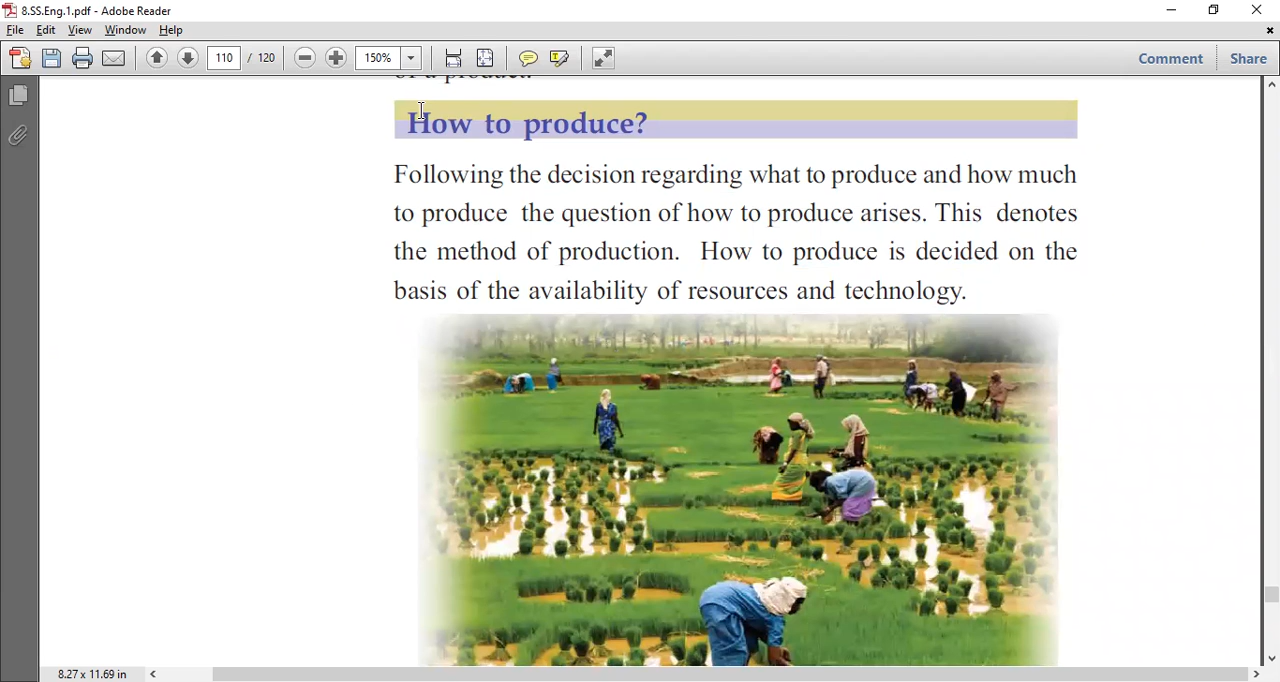 8.SS.Eng.1.pdf - Adobe Reader
File Edit View Window Help
110 / 120 150% Comment Share
of a product.
How to produce?
Following the decision regarding what to produce and how much
to produce the question of how to produce arises. This denotes
the method of production. How to produce is decided on the
basis of the availability of resources and technology.
8.27 x 11.69 in